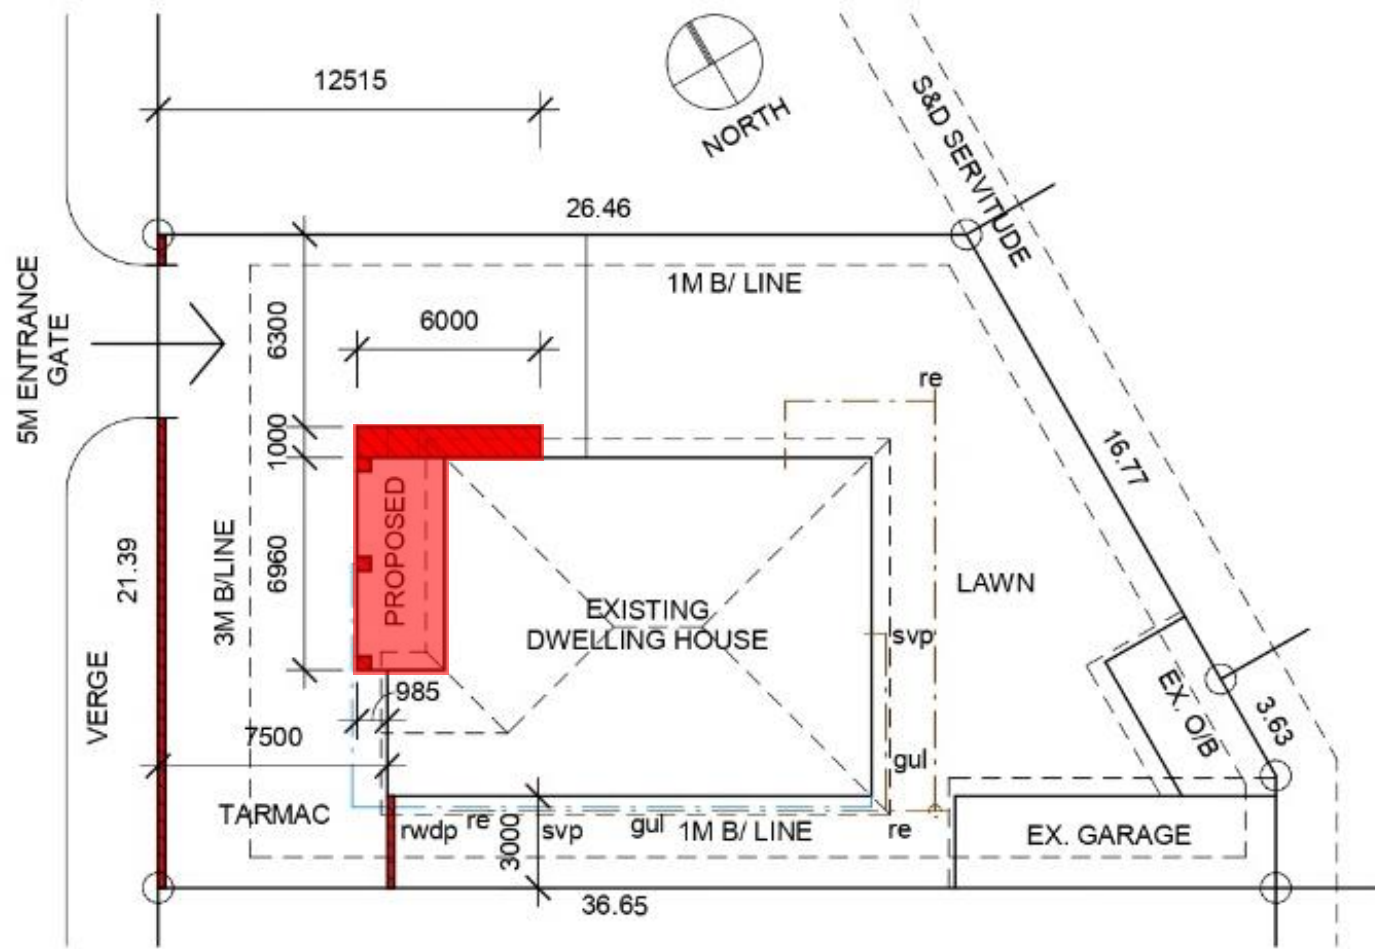 12515
NORTH
S&D SERVITUDE
26.46
5M ENTRANCE
GATE
1M B/ LINE
6300
6000
re
1000
16.77
21.39
3M B/LINE
6960
PROPOSED
EXISTING
DWELLING HOUSE
LAWN
svp
VERGE
985
EX. O/B
3.63
7500
gul
TARMAC
rwdp
re
3000
svp
gul
1M B/ LINE
re
EX. GARAGE
36.65